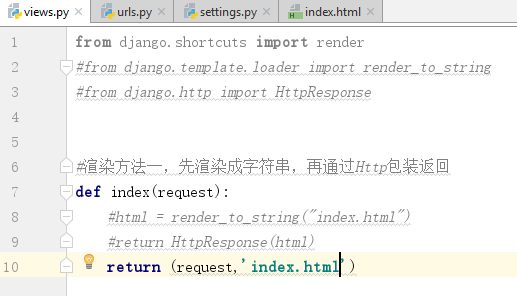 views.py urls.py settings.py index.html
1 from django.shortcuts import render
2 #from django.template.loader import render_to_string
3 #from django.http import HttpResponse
4
5
6 #渲染方法一，先渲染成字符串，再通过Http包装返回
7 def index(request):
8 #html = render_to_string("index.html")
9 #return HttpResponse(html)
10 return (request,'index.html')